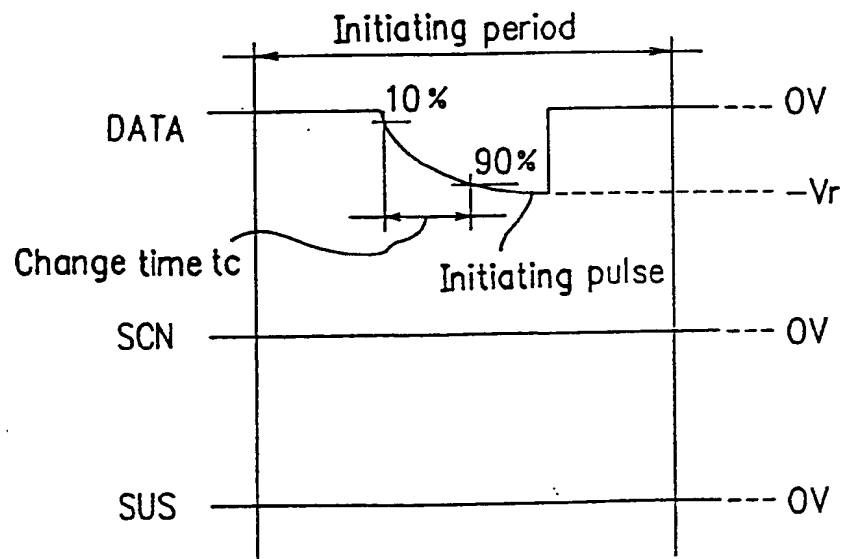 Initiating period
10%
DATA
0V
90%
-Vr
Change time tc
Initiating pulse
SCN
0V
SUS
0V